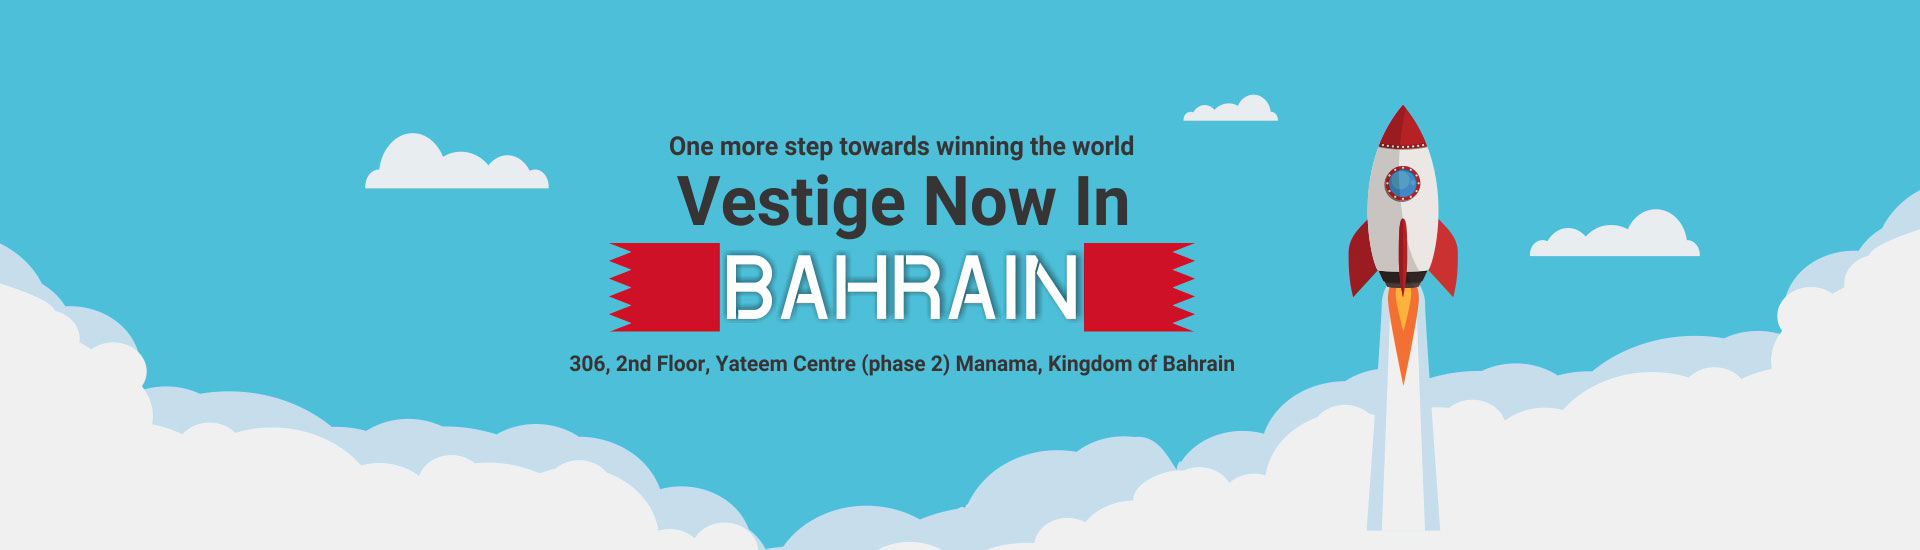 One more step towards winning the world
Vestige Now In
BAHRAIN
306, 2nd Floor, Yateem Centre (phase 2) Manama, Kingdom of Bahrain